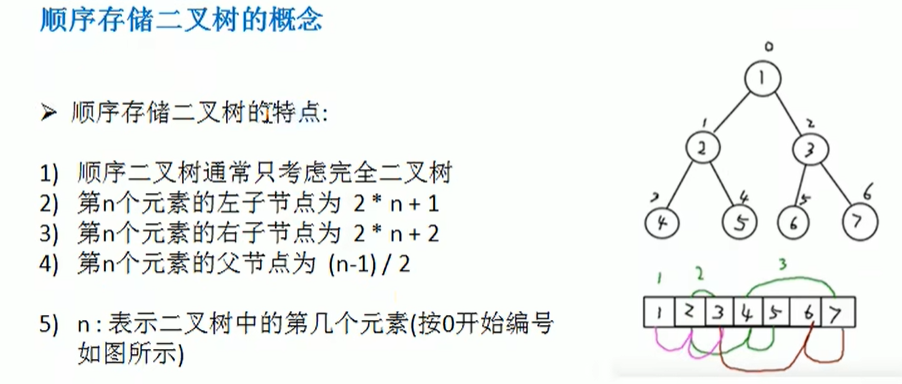 顺序存储二叉树的概念
➢ 顺序存储二叉树的特点:
1) 顺序二叉树通常只考虑完全二叉树
2) 第n个元素的左子节点为 2 * n + 1
3) 第n个元素的右子节点为 2 * n + 2
4) 第n个元素的父节点为 (n-1) / 2
5) n : 表示二叉树中的第几个元素(按0开始编号
如图所示)
0
1
1 2
2 3
3 4 5 6
4 5 6 7
1 2 3
1 2 3 4 5 6 7